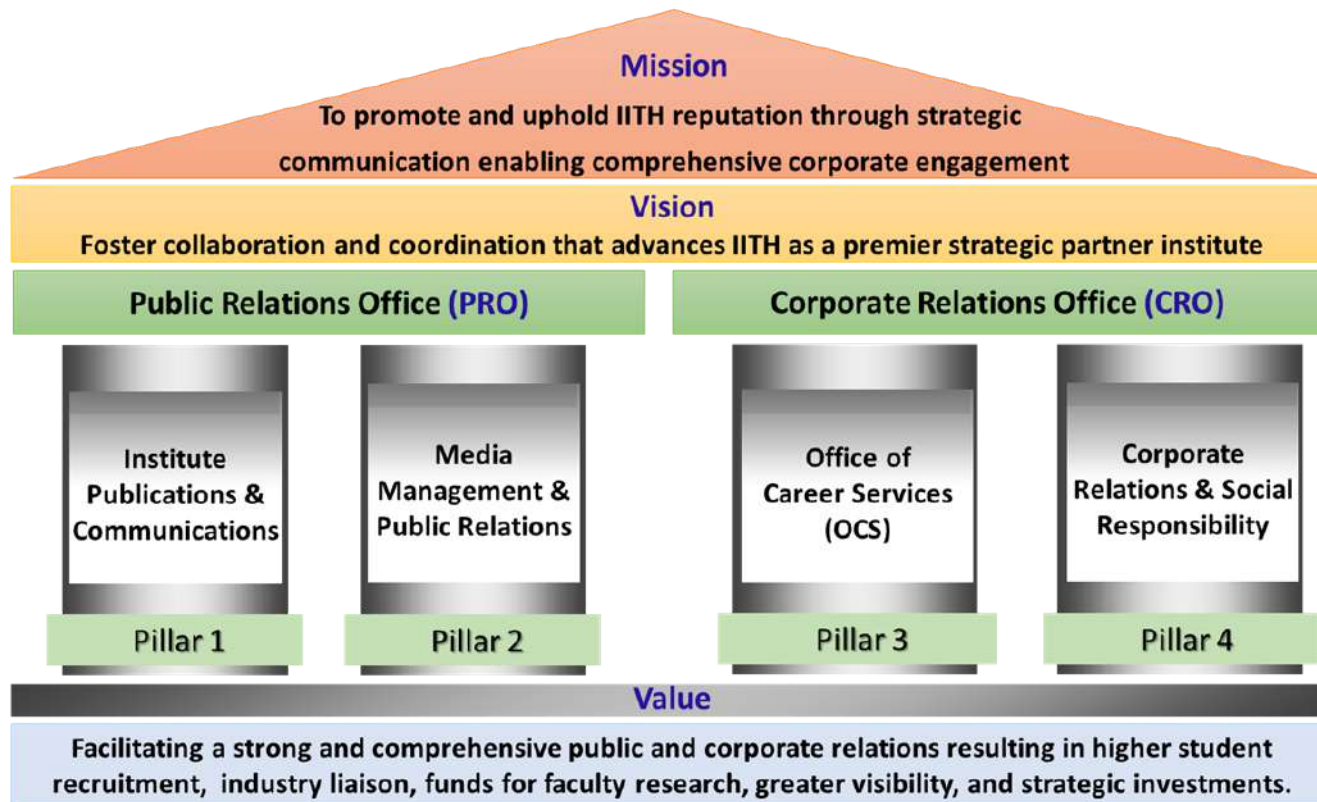 Mission
To promote and uphold IITH reputation through strategic
communication enabling comprehensive corporate engagement
Vision
Foster collaboration and coordination that advances IITH as a premier strategic partner institute
Public Relations Office (PRO)
Corporate Relations Office (CRO)
Institute
Publications &
Communications
Media
Management &
Public Relations
Office of
Career Services
(OCS)
Corporate
Relations & Social
Responsibility
Pillar 1
Pillar 2
Pillar 3
Pillar 4
Value
Facilitating a strong and comprehensive public and corporate relations resulting in higher student
recruitment, industry liaison, funds for faculty research, greater visibility, and strategic investments.